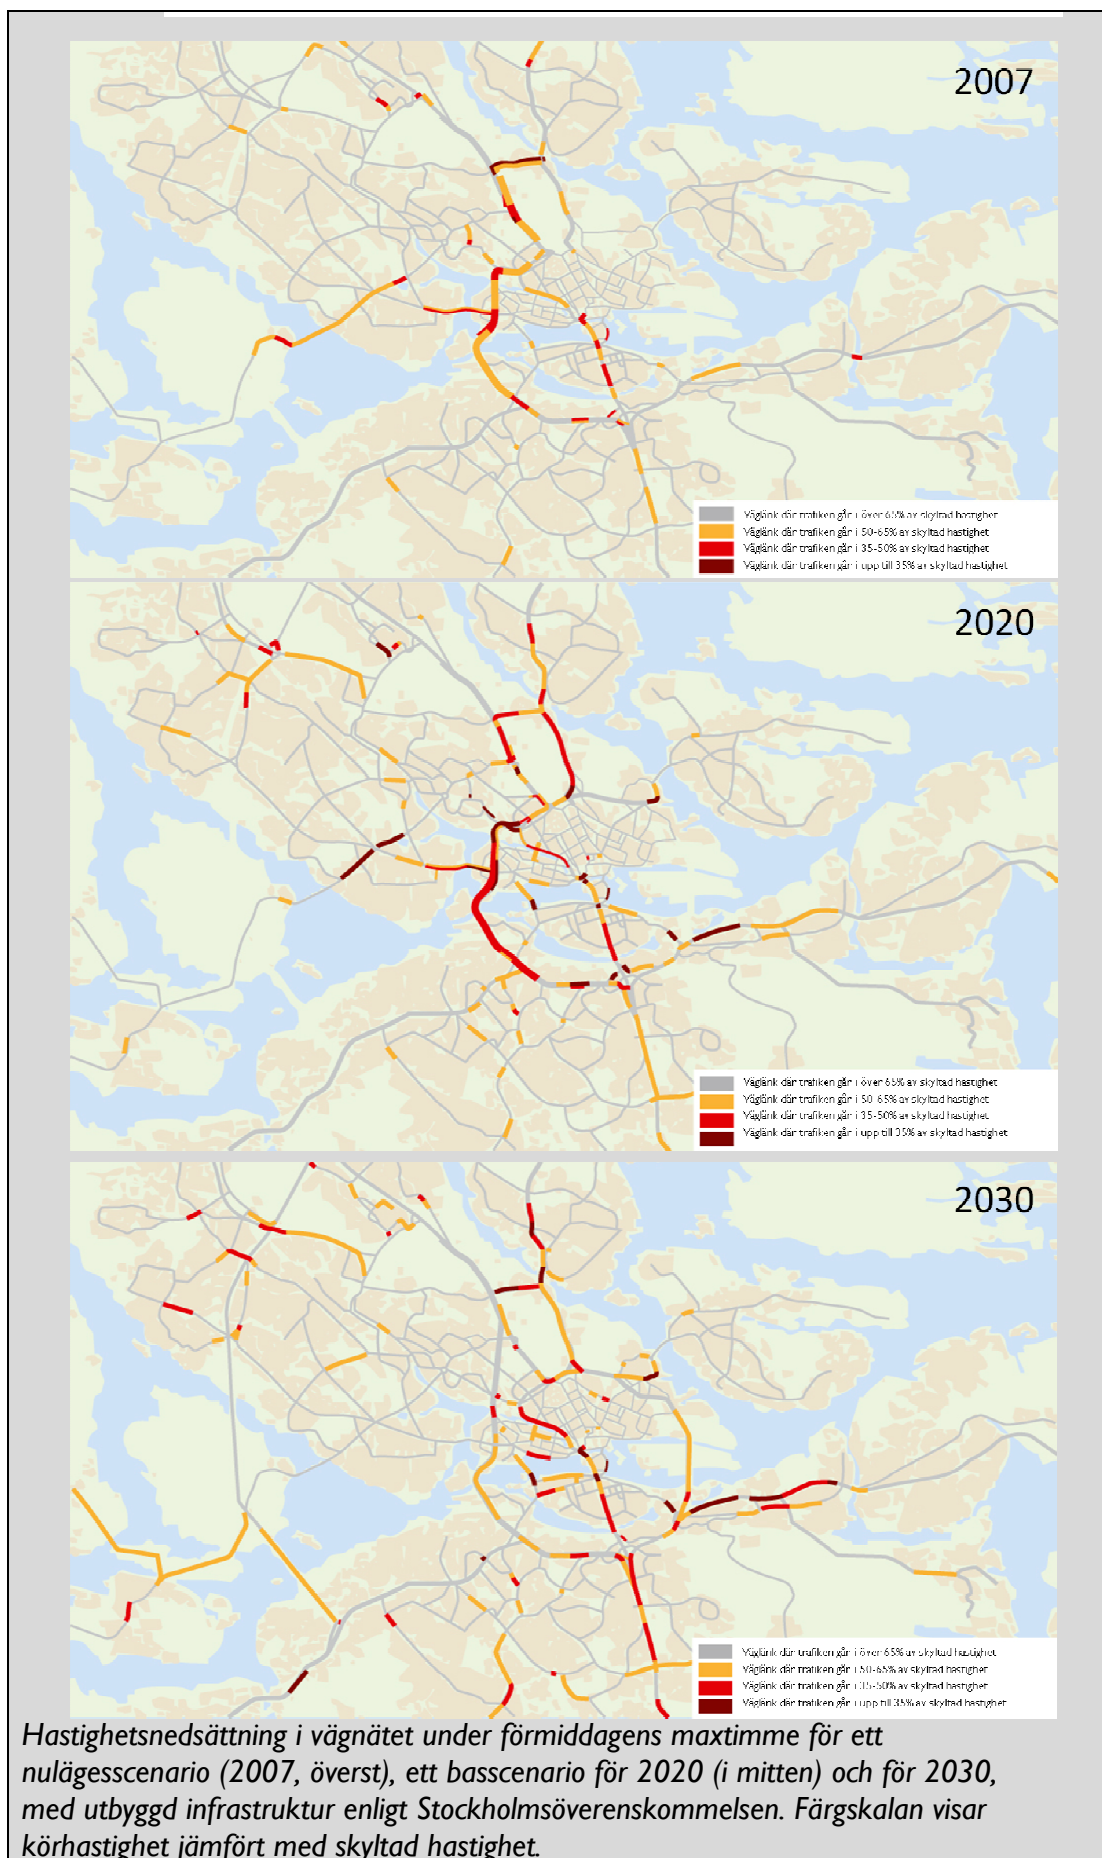 2007
Väglänk där trafiken går i över 65% av skyltad hastighet
Väglänk där trafiken går i 50-65% av skyltad hastighet
Väglänk där trafiken går i 35-50% av skyltad hastighet
Väglänk där trafiken går i upp till 35% av skyltad hastighet
2020
Väglänk där trafiken går i över 65% av skyltad hastighet
Väglänk där trafiken går i 50-65% av skyltad hastighet
Väglänk där trafiken går i 35-50% av skyltad hastighet
Väglänk där trafiken går i upp till 35% av skyltad hastighet
2030
Väglänk där trafiken går i över 65% av skyltad hastighet
Väglänk där trafiken går i 50-65% av skyltad hastighet
Väglänk där trafiken går i 35-50% av skyltad hastighet
Väglänk där trafiken går i upp till 35% av skyltad hastighet
Hastighetsnedsättning i vägnätet under förmiddagens maxtimme för ett
nulägesscenario (2007, överst), ett basscenario för 2020 (i mitten) och för 2030,
med utbyggd infrastruktur enligt Stockholmsöverenskommelsen. Färgskalan visar
körhastighet jämfört med skyltad hastighet.